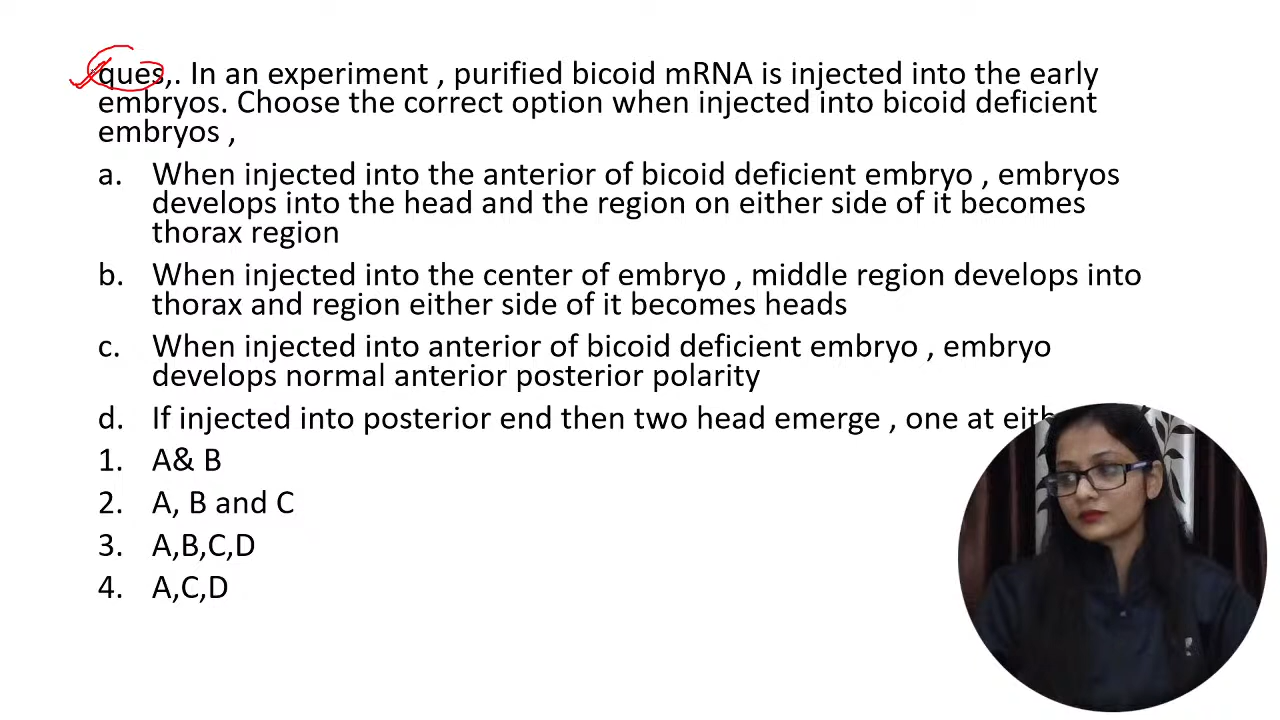 ques,. In an experiment , purified bicoid mRNA is injected into the early
embryos. Choose the correct option when injected into bicoid deficient
embryos ,
a. When injected into the anterior of bicoid deficient embryo , embryos
develops into the head and the region on either side of it becomes
thorax region
b. When injected into the center of embryo , middle region develops into
thorax and region either side of it becomes heads
c. When injected into anterior of bicoid deficient embryo , embryo
develops normal anterior posterior polarity
d. If injected into posterior end then two head emerge , one at
1. A& B
2. A, B and C
3. A,B,C,D
4. A,C,D